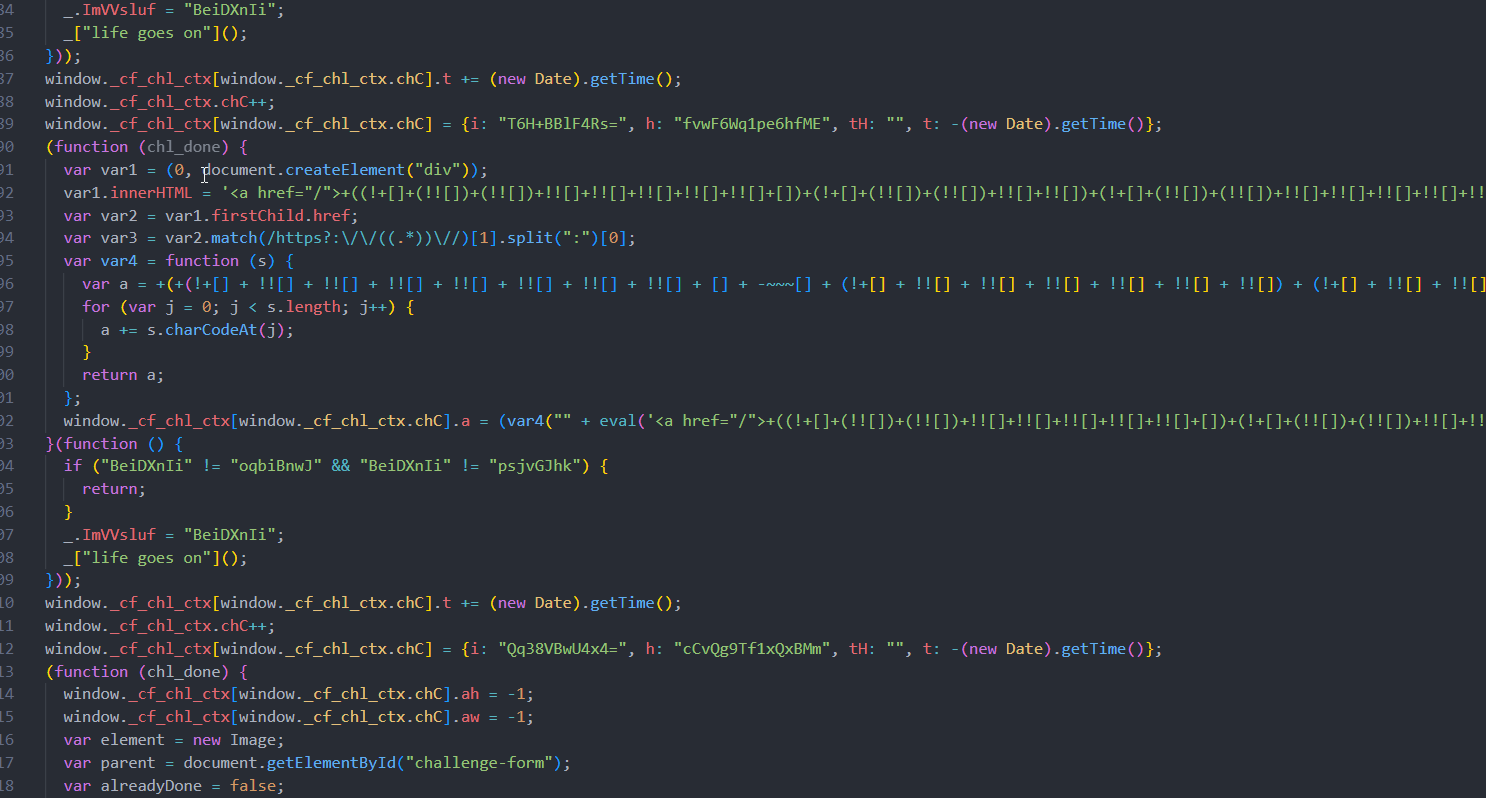 84 _.ImVVsluf = "BeiDXnIi";
85 _["life goes on"]();
86 }));
87 window._cf_chl_ctx[window._cf_chl_ctx.chC].t += (new Date).getTime();
88 window._cf_chl_ctx.chC++;
89 window._cf_chl_ctx[window._cf_chl_ctx.chC] = {i: "T6H+BBlF4Rs=", h: "fvwF6Wq1pe6hfME", tH: "", t: -(new Date).getTime()};
90 (function (chl_done) {
91 var var1 = (0, document.createElement("div"));
92 var1.innerHTML = '<a href="/">+((!+[]+(!![])+(!![])+!![]+!![]+!![]+!![]+!![]+[])+(!+[]+(!![])+(!![])+!![]+!![])+(!+[]+(!![])+(!![])+!![]+!![]+!![]+!![]+!!
93 var var2 = var1.firstChild.href;
94 var var3 = var2.match(/https?:\/\/((.*))\//)[1].split(":")[0];
95 var var4 = function (s) {
96 var a = +(+(!+[] + !![] + !![] + !![] + !![] + !![] + !![] + !![] + [] + -~~~[] + (!+[] + !![] + !![] + !![] + !![] + !![] + !![]) + (!+[] + !![] + !![]
97 for (var j = 0; j < s.length; j++) {
98 a += s.charCodeAt(j);
99 }
00 return a;
01 };
02 window._cf_chl_ctx[window._cf_chl_ctx.chC].a = (var4("" + eval('<a href="/">+((!+[]+(!![])+(!![])+!![]+!![]+!![]+!![]+!![]+[])+(!+[]+(!![])+(!![])+!![]+!!
03 }(function () {
04 if ("BeiDXnIi" != "oqbiBnwJ" && "BeiDXnIi" != "psjvGJhk") {
05 return;
06 }
07 _.ImVVsluf = "BeiDXnIi";
08 _["life goes on"]();
09 }));
10 window._cf_chl_ctx[window._cf_chl_ctx.chC].t += (new Date).getTime();
11 window._cf_chl_ctx.chC++;
12 window._cf_chl_ctx[window._cf_chl_ctx.chC] = {i: "Qq38VBwU4x4=", h: "cCvQg9Tf1xQxBMm", tH: "", t: -(new Date).getTime()};
13 (function (chl_done) {
14 window._cf_chl_ctx[window._cf_chl_ctx.chC].ah = -1;
15 window._cf_chl_ctx[window._cf_chl_ctx.chC].aw = -1;
16 var element = new Image;
17 var parent = document.getElementById("challenge-form");
18 var alreadyDone = false;